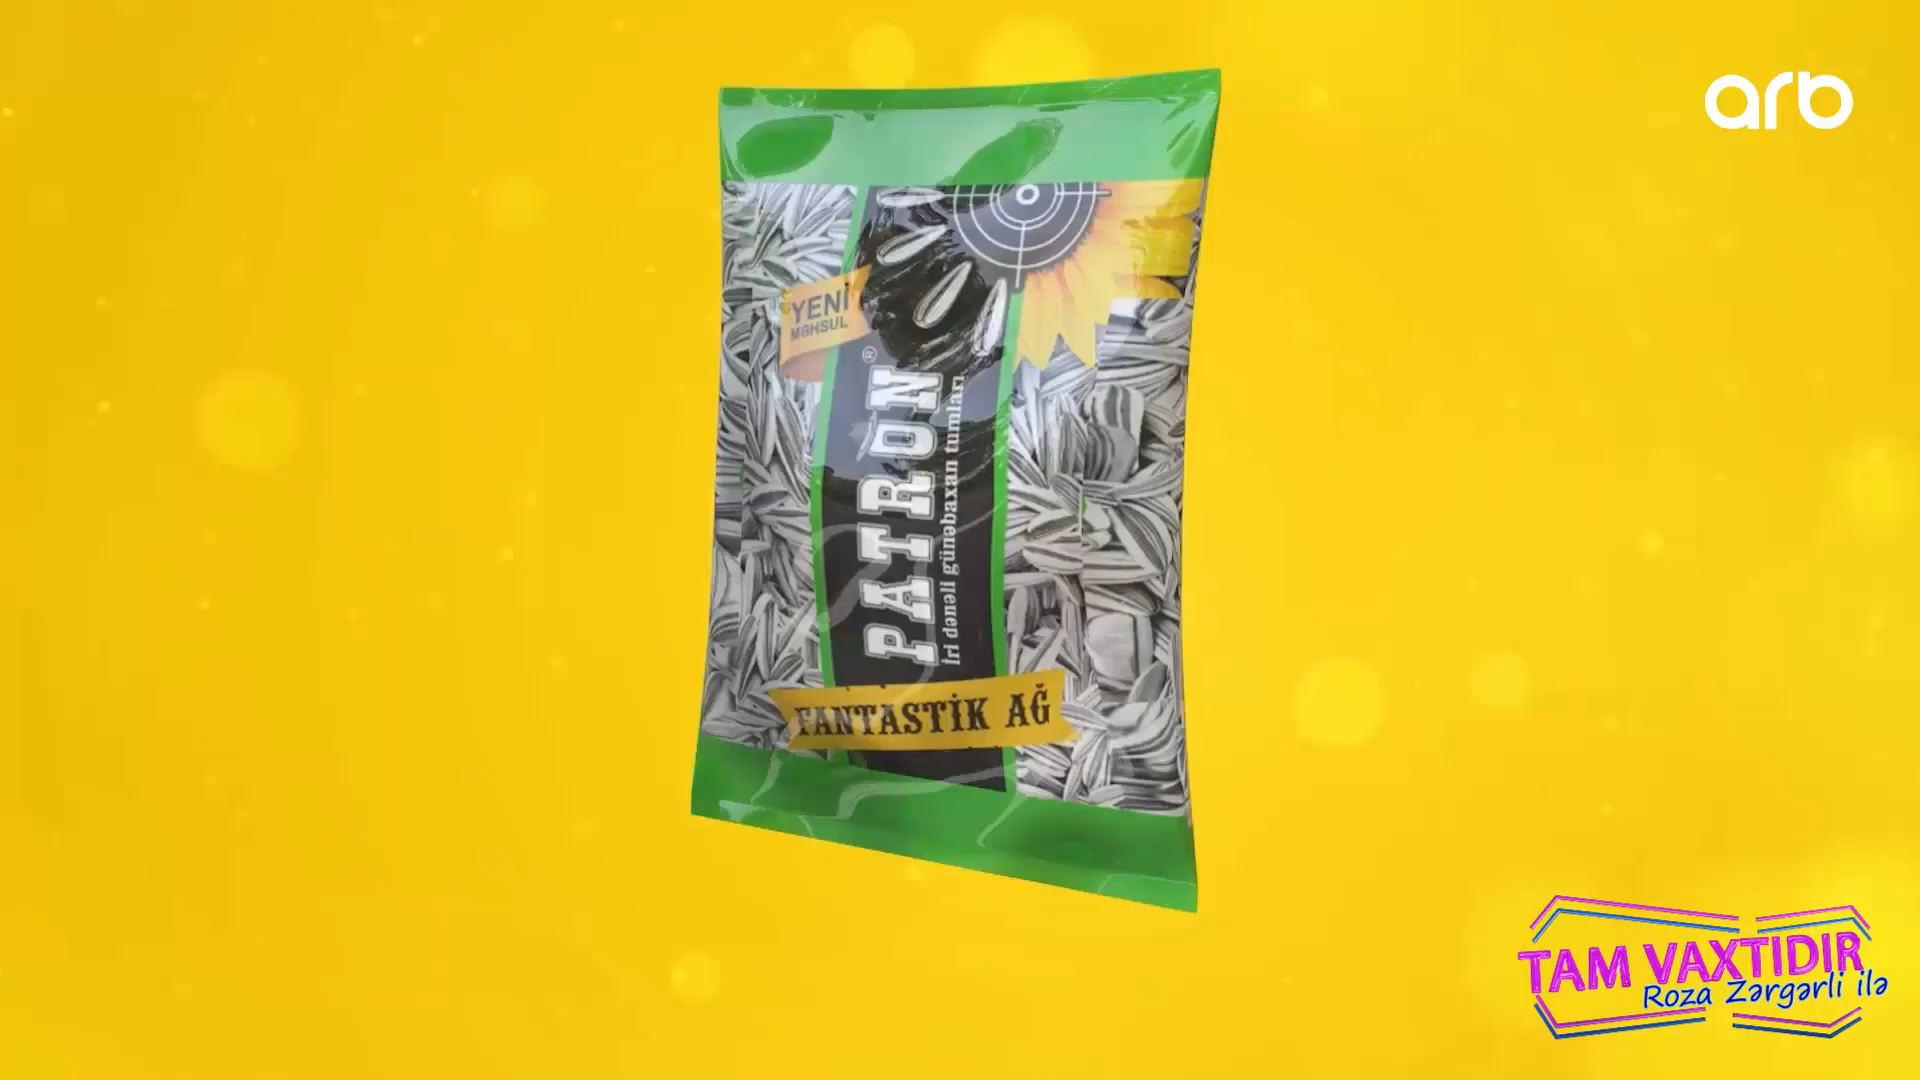 arb
YENİ
MƏHSUL
®
PATRON
İri dənəli günəbaxan tumları
FANTASTİK AĞ
TAM VAXTIDIR
Roza Zərgərli ilə